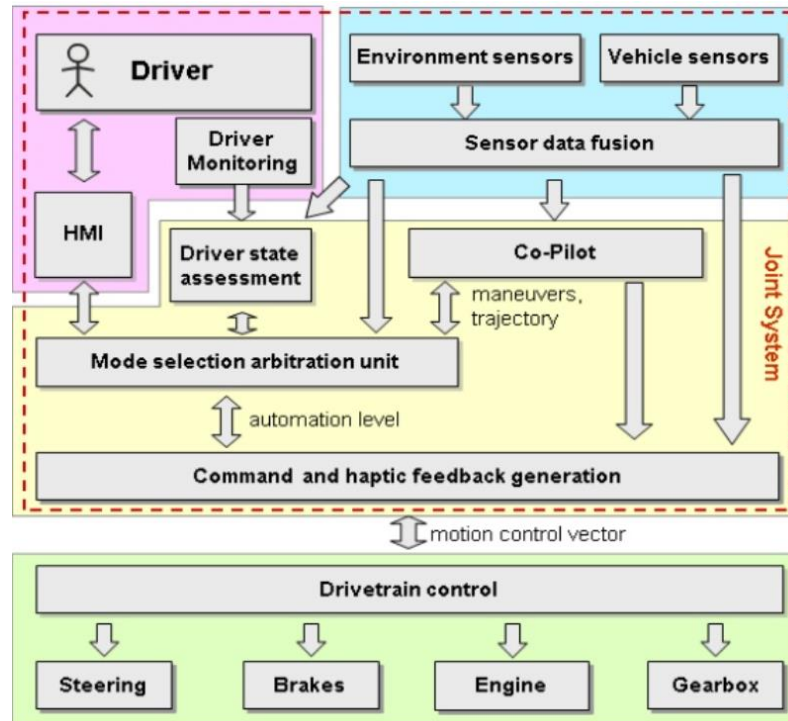 Driver
Environment sensors
Vehicle sensors
Driver
Monitoring
Sensor data fusion
HMI
Driver state
assessment
Co-Pilot
maneuvers,
trajectory
Joint System
Mode selection arbitration unit
automation level
Command and haptic feedback generation
motion control vector
Drivetrain control
Steering
Brakes
Engine
Gearbox